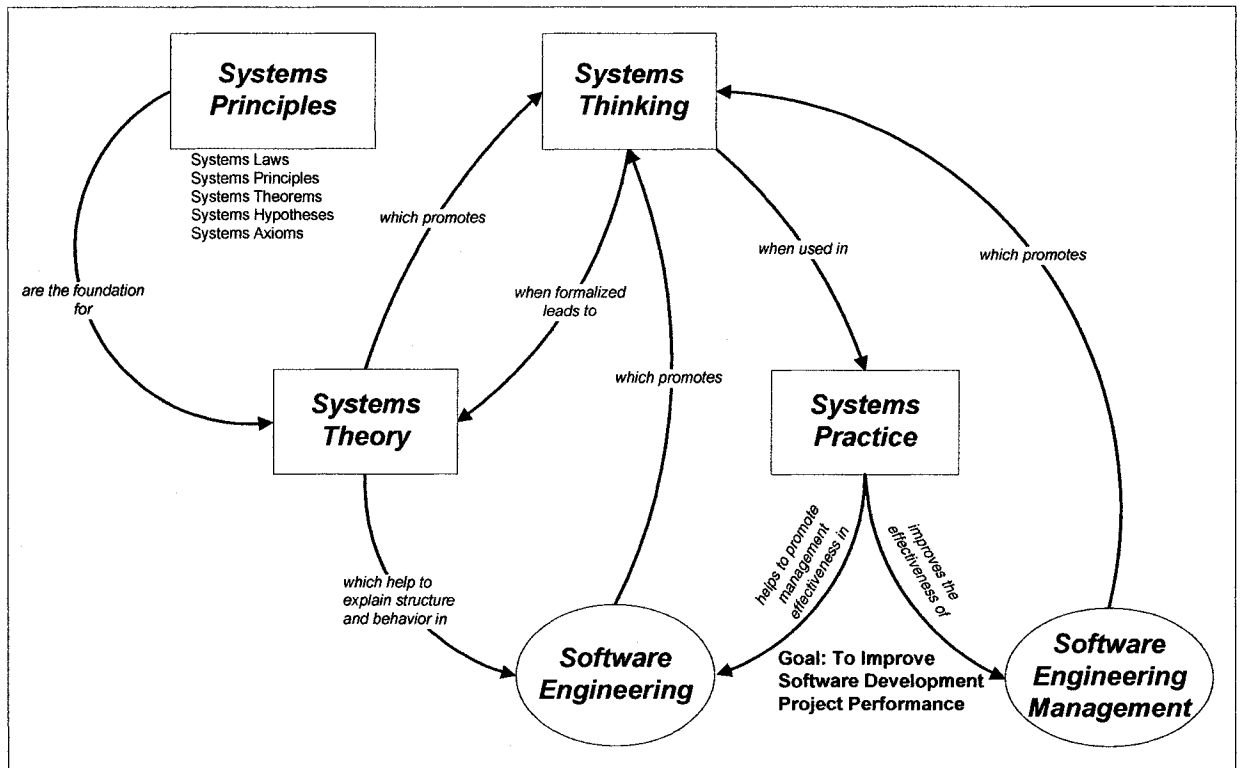 Systems
Principles
Systems Laws
Systems Principles
Systems Theorems
Systems Hypotheses
Systems Axioms
Systems
Thinking
which promotes
when used in
which promotes
are the foundation
for
when formalized
leads to
which promotes
Systems
Theory
Systems
Practice
which help to
explain structure
and behavior in
helps to promote
management
effectiveness in
improves the
effectiveness of
Software
Engineering
Goal: To Improve
Software Development
Project Performance
Software
Engineering
Management